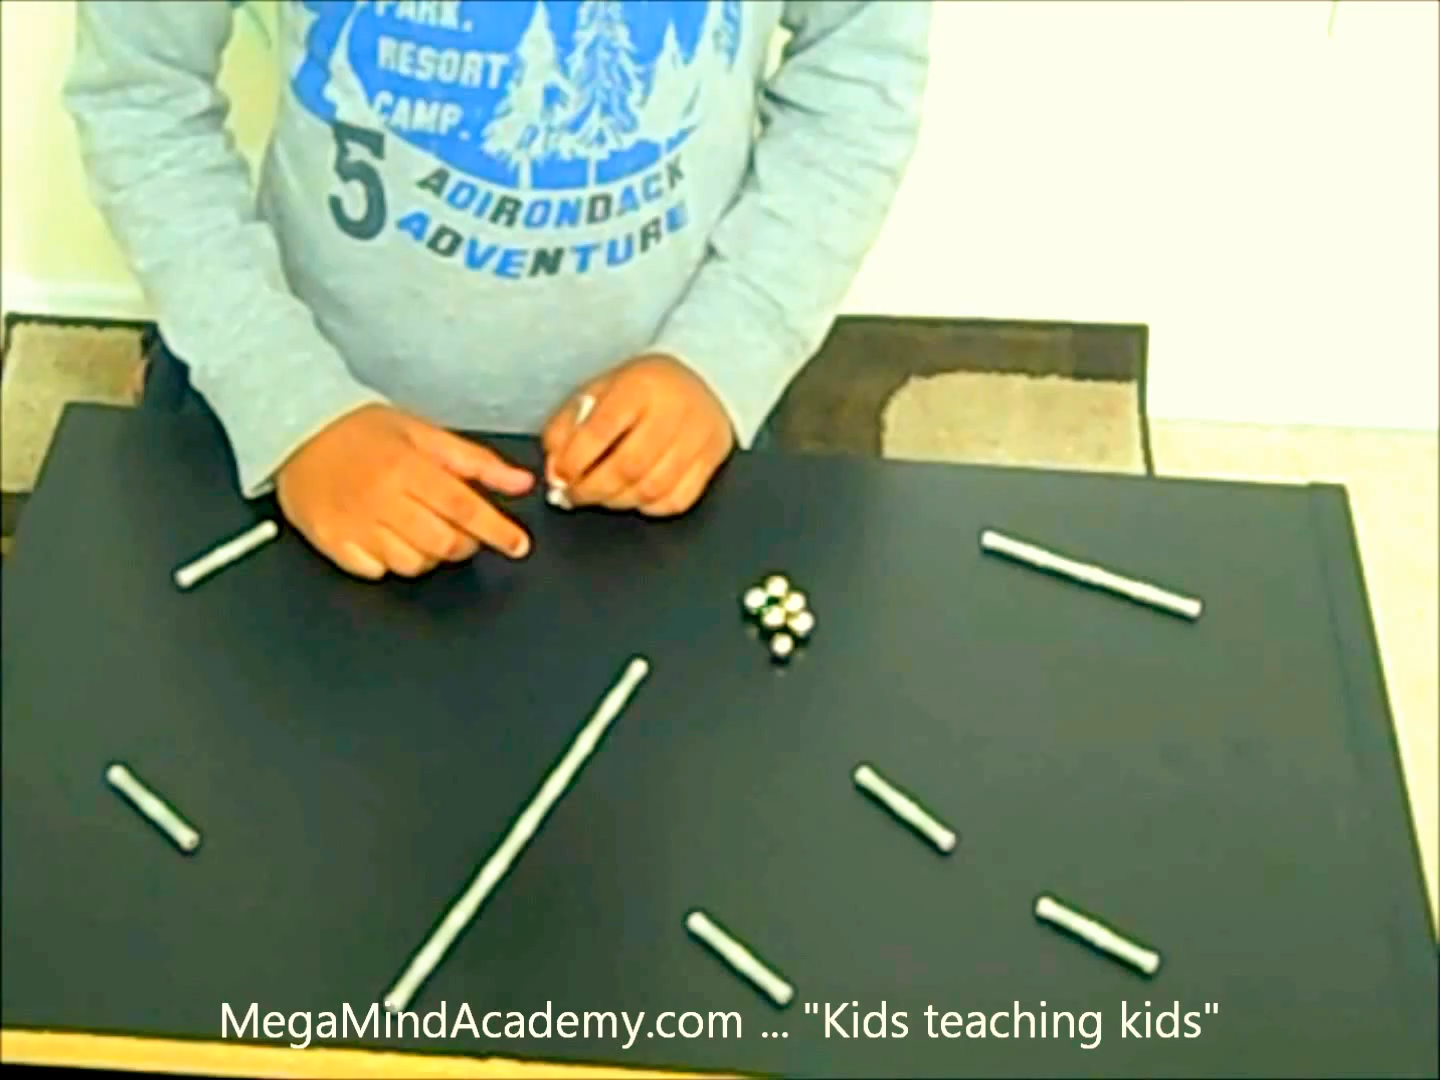 PARK.
RESORT
CAMP.
5
ADIRONDACK
ADVENTURE
MegaMindAcademy.com ... "Kids teaching kids"